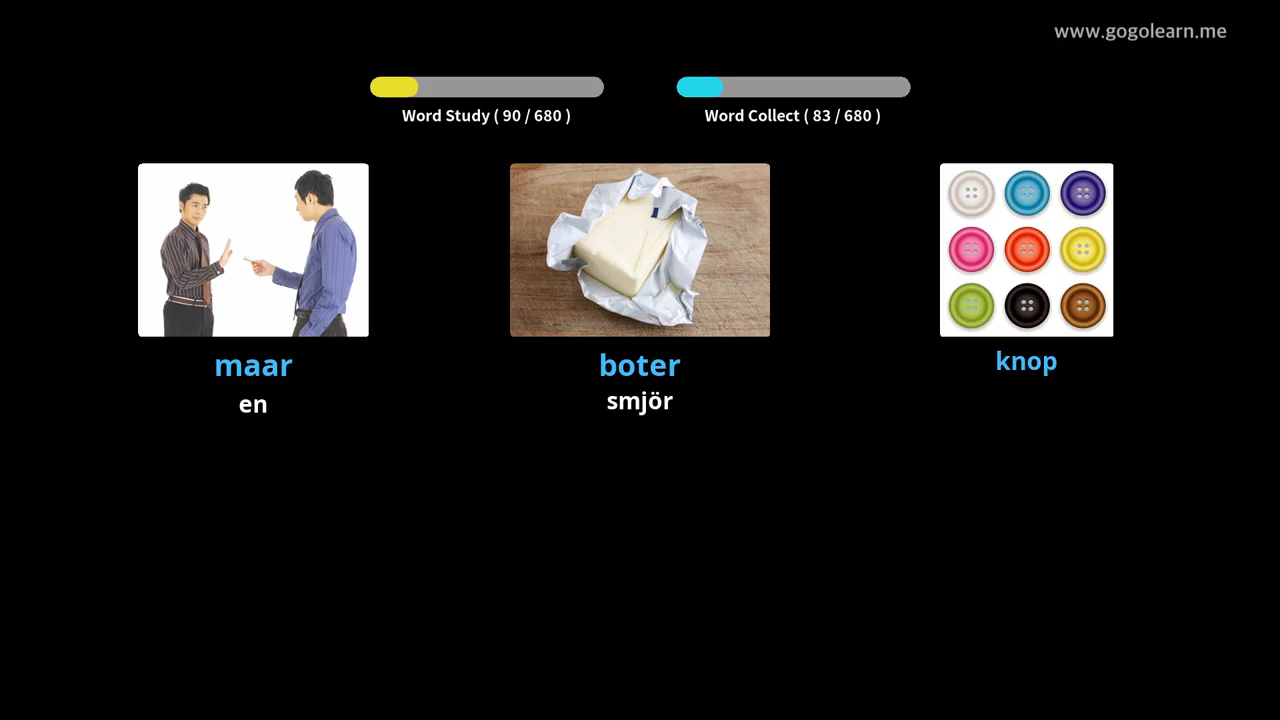 www.gogolearn.me
Word Study ( 90 / 680 )
Word Collect ( 83 / 680 )
maar
boter
knop
en
smjör